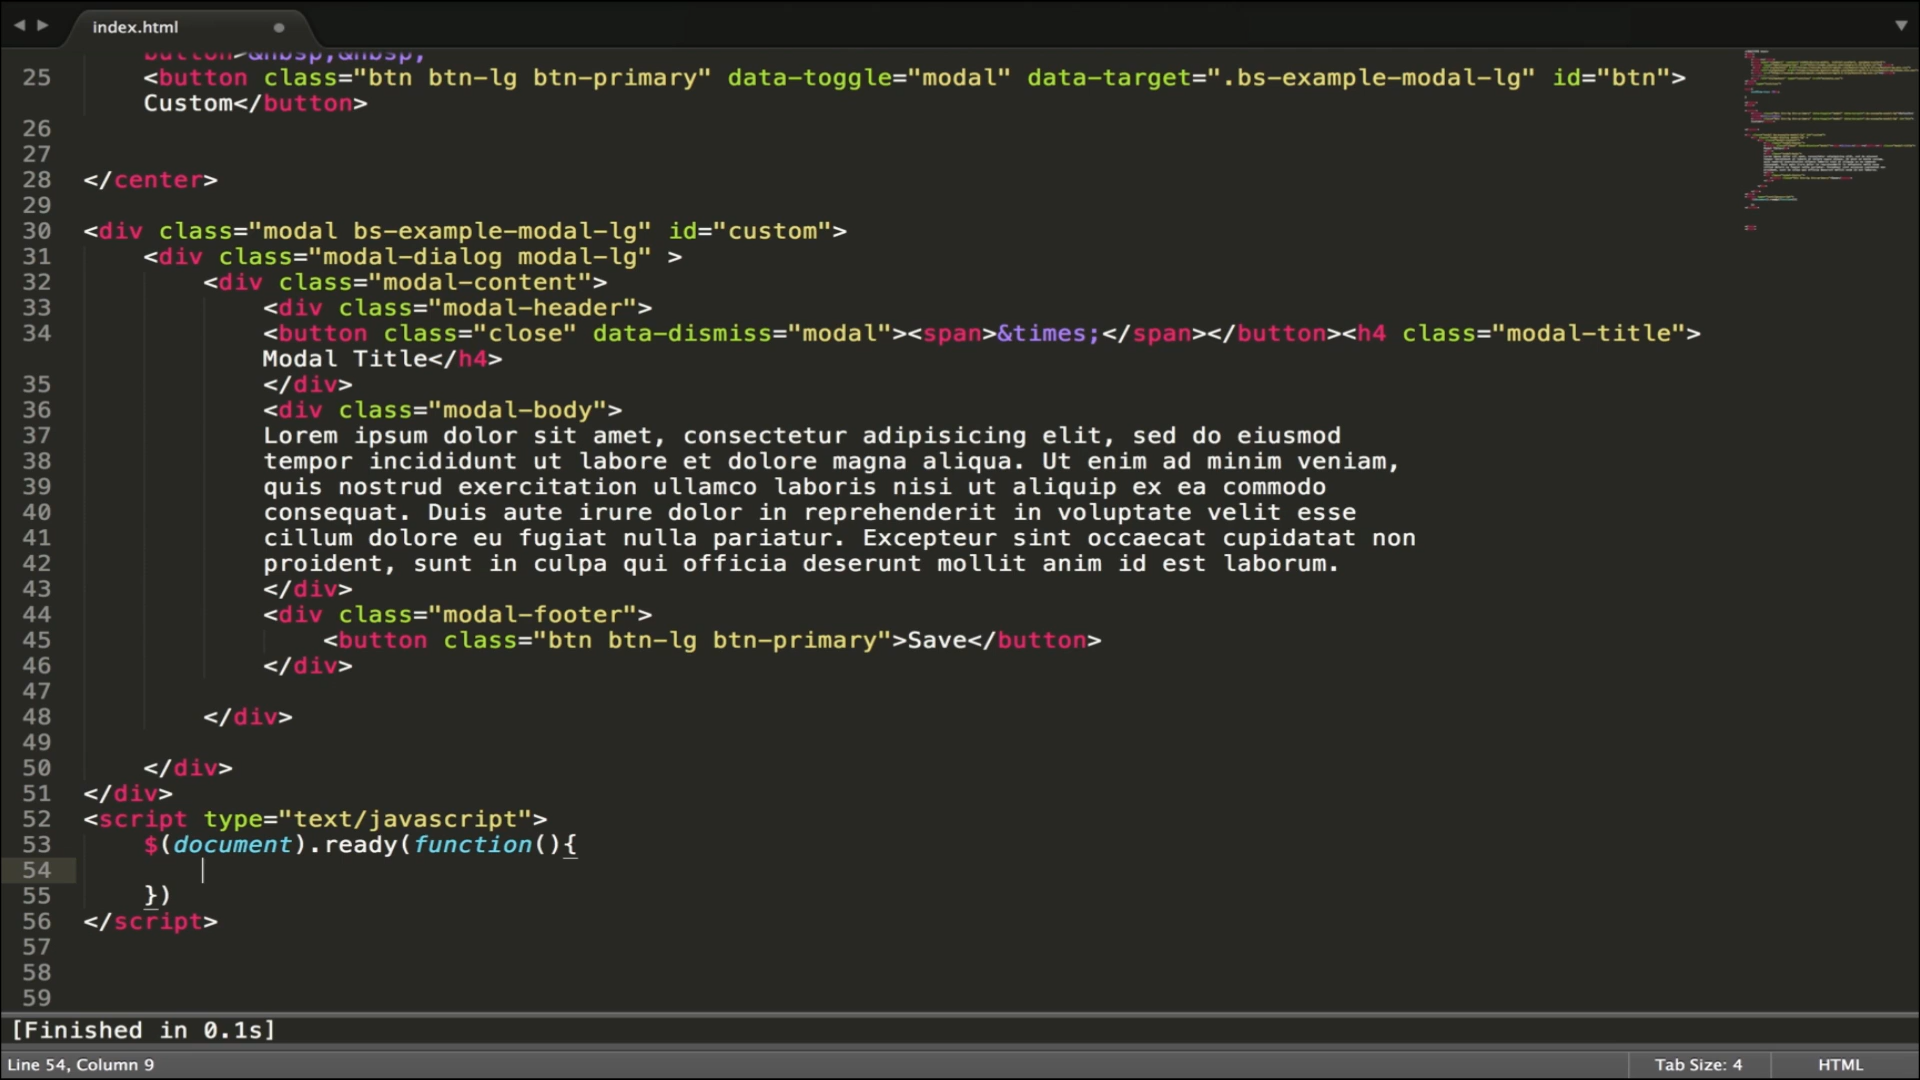 index.html
button>&nbsp;&nbsp;
25 <button class="btn btn-lg btn-primary" data-toggle="modal" data-target=".bs-example-modal-lg" id="btn">
Custom</button>
26
27
28 </center>
29
30 <div class="modal bs-example-modal-lg" id="custom">
31 <div class="modal-dialog modal-lg" >
32 <div class="modal-content">
33 <div class="modal-header">
34 <button class="close" data-dismiss="modal"><span>&times;</span></button><h4 class="modal-title">
Modal Title</h4>
35 </div>
36 <div class="modal-body">
37 Lorem ipsum dolor sit amet, consectetur adipisicing elit, sed do eiusmod
38 tempor incididunt ut labore et dolore magna aliqua. Ut enim ad minim veniam,
39 quis nostrud exercitation ullamco laboris nisi ut aliquip ex ea commodo
40 consequat. Duis aute irure dolor in reprehenderit in voluptate velit esse
41 cillum dolore eu fugiat nulla pariatur. Excepteur sint occaecat cupidatat non
42 proident, sunt in culpa qui officia deserunt mollit anim id est laborum.
43 </div>
44 <div class="modal-footer">
45 <button class="btn btn-lg btn-primary">Save</button>
46 </div>
47
48 </div>
49
50 </div>
51 </div>
52 <script type="text/javascript">
53 $(document).ready(function(){
54
55 })
56 </script>
57
58
59
[Finished in 0.1s]
Line 54, Column 9
Tab Size: 4
HTML